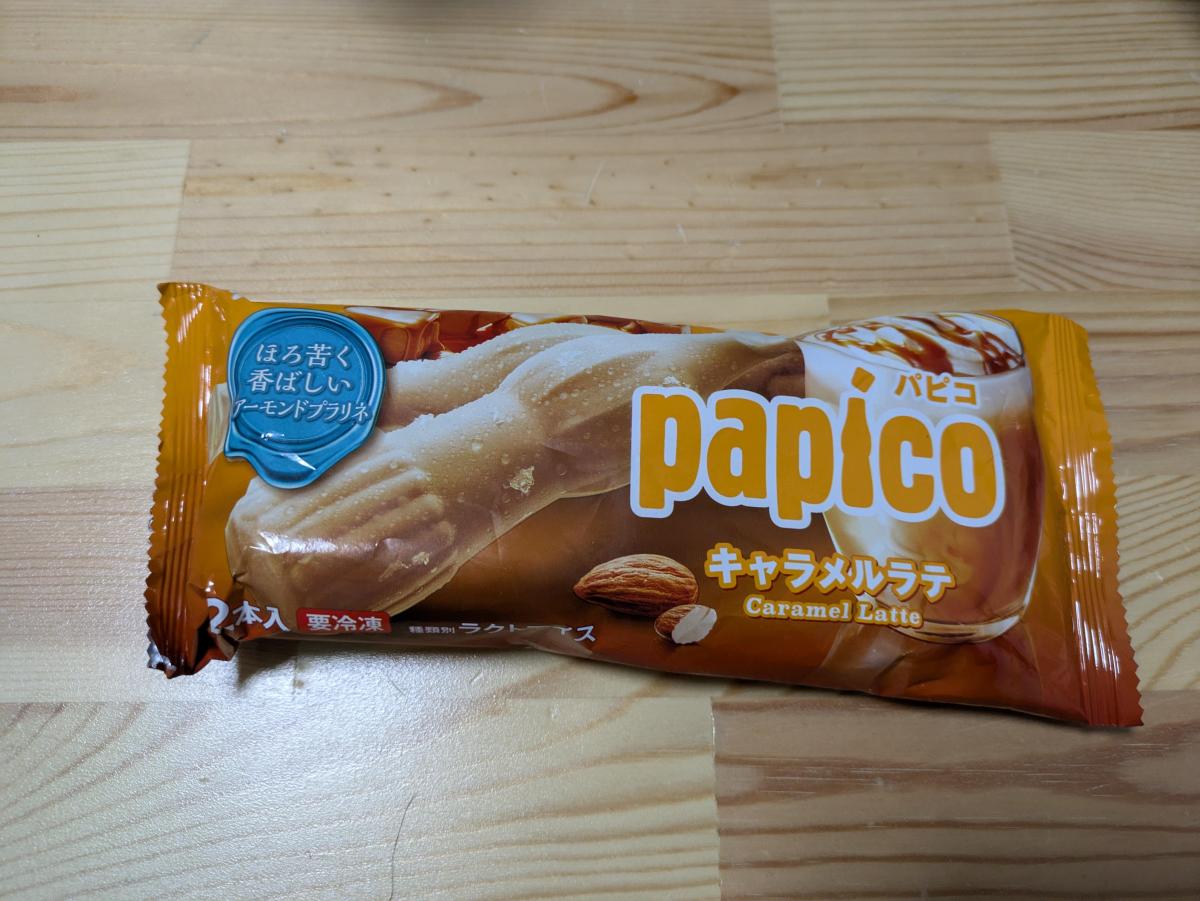 ほろ苦く
香ばしい
アーモンドプラリネ
パピコ
papico
キャラメルラテ
Caramel Latte
2本入
要冷凍
種類別 ラクトアイス